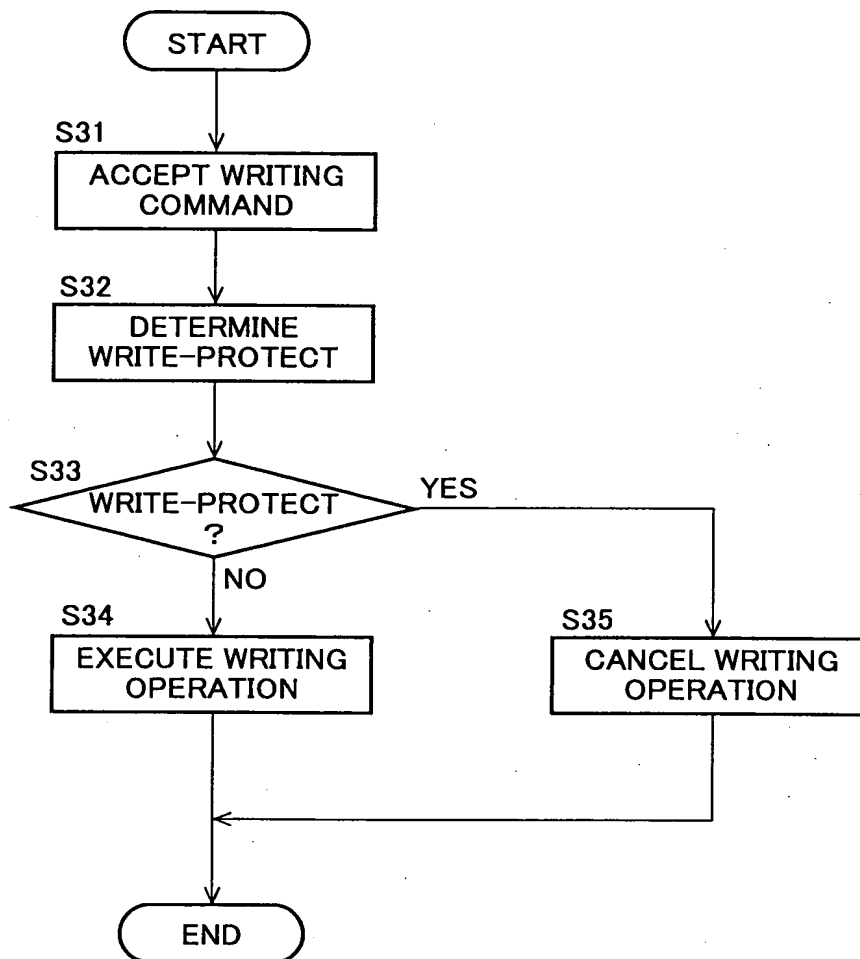 START
S31
ACCEPT WRITING
COMMAND
S32
DETERMINE
WRITE-PROTECT
S33
WRITE-PROTECT
?
YES
NO
S34
EXECUTE WRITING
OPERATION
S35
CANCEL WRITING
OPERATION
END